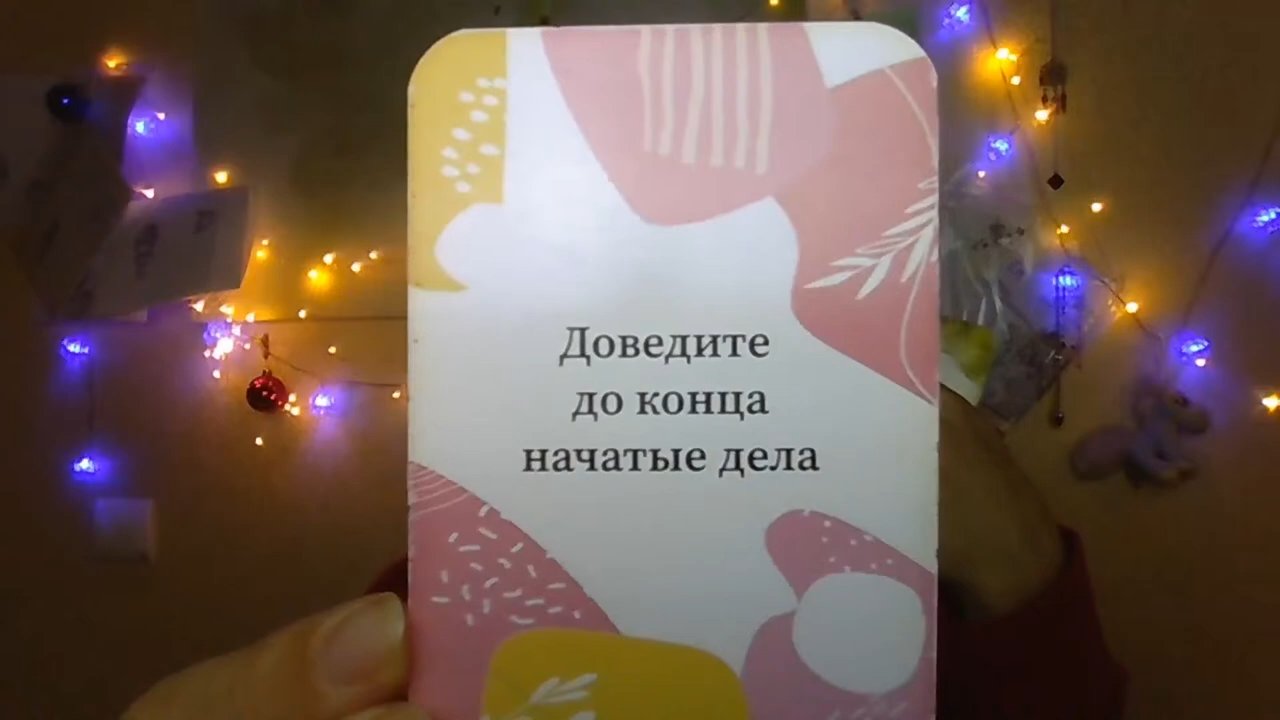 Доведите
до конца
начатые дела